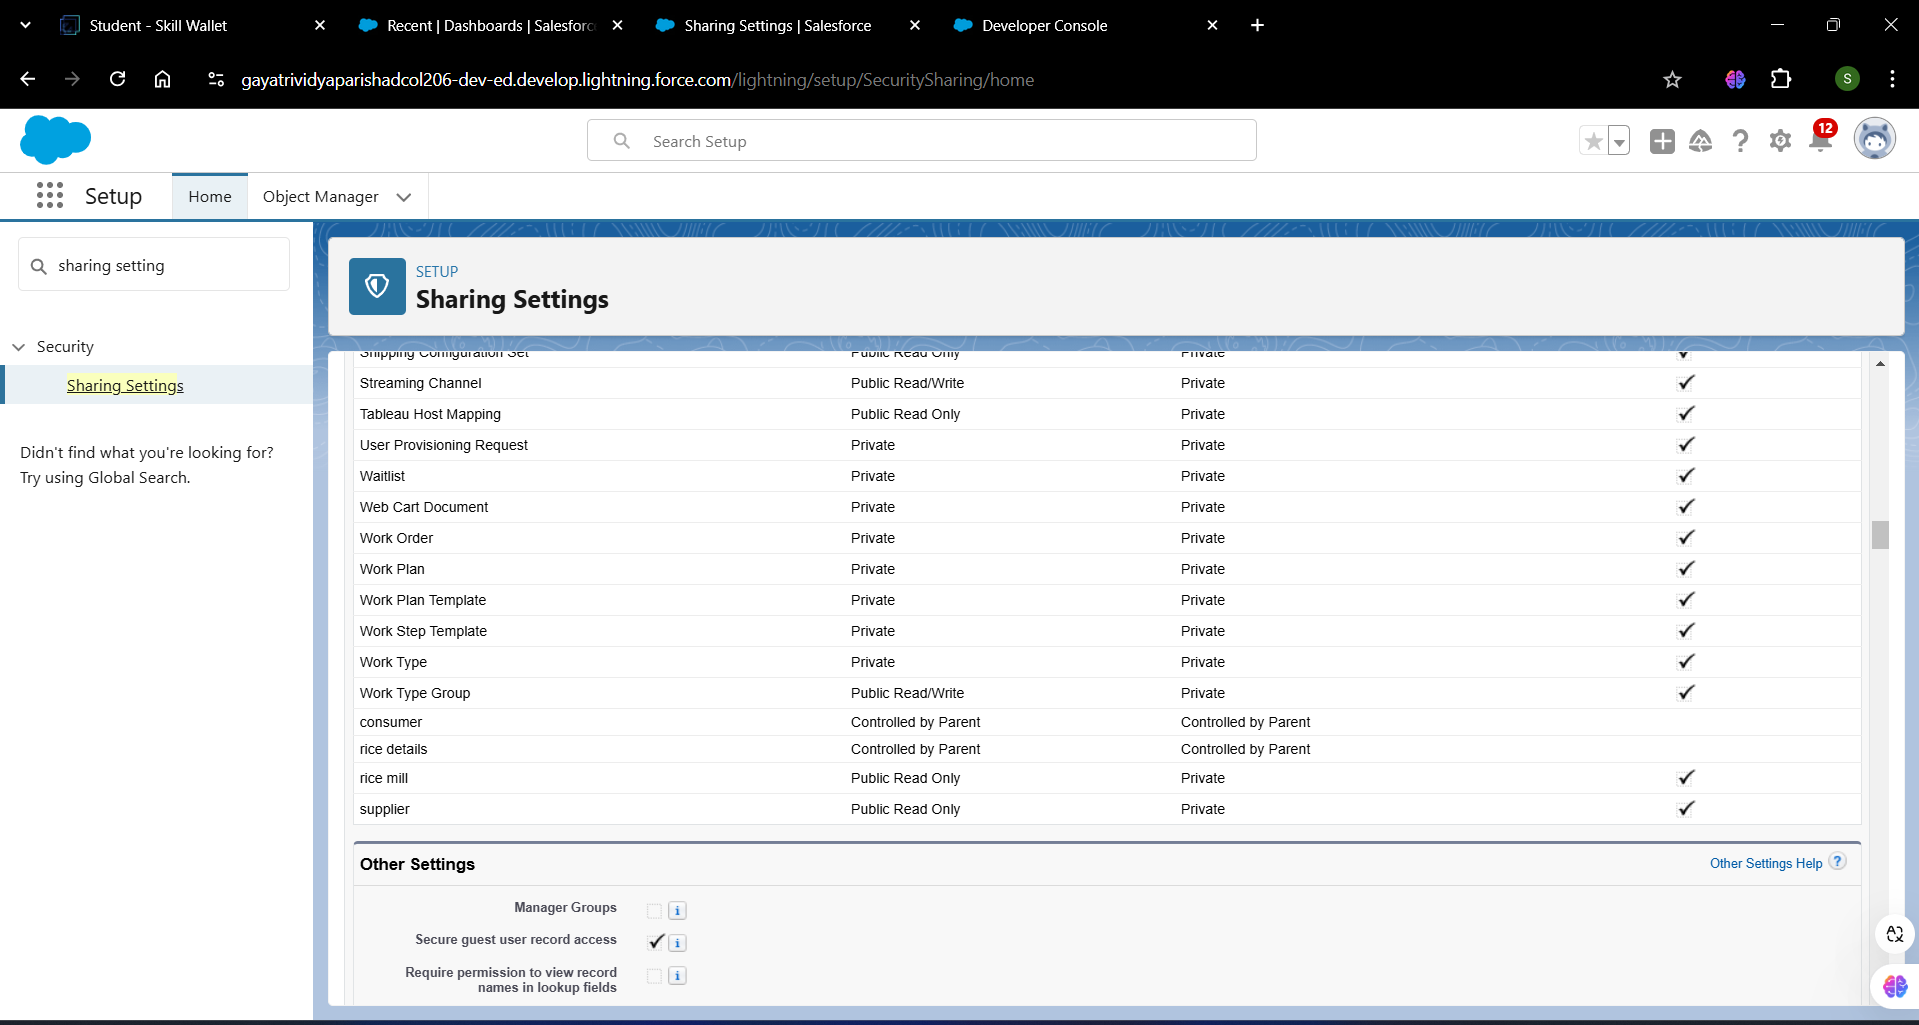 Student - Skill Wallet
Recent | Dashboards | Salesforc
Sharing Settings | Salesforce
Developer Console
gayatrividyaparishadcol206-dev-ed.develop.lightning.force.com/lightning/setup/SecuritySharing/home
S
Search Setup
12
Setup
Home
Object Manager
sharing setting
Security
Sharing Settings
Didn't find what you're looking for?
Try using Global Search.
SETUP
Sharing Settings
Shipping Configuration Set Public Read Only Private
Streaming Channel Public Read/Write Private
Tableau Host Mapping Public Read Only Private
User Provisioning Request Private Private
Waitlist Private Private
Web Cart Document Private Private
Work Order Private Private
Work Plan Private Private
Work Plan Template Private Private
Work Step Template Private Private
Work Type Private Private
Work Type Group Public Read/Write Private
consumer Controlled by Parent Controlled by Parent
rice details Controlled by Parent Controlled by Parent
rice mill Public Read Only Private
supplier Public Read Only Private
Other Settings
Other Settings Help ?
Manager Groups i
Secure guest user record access i
Require permission to view record i
names in lookup fields